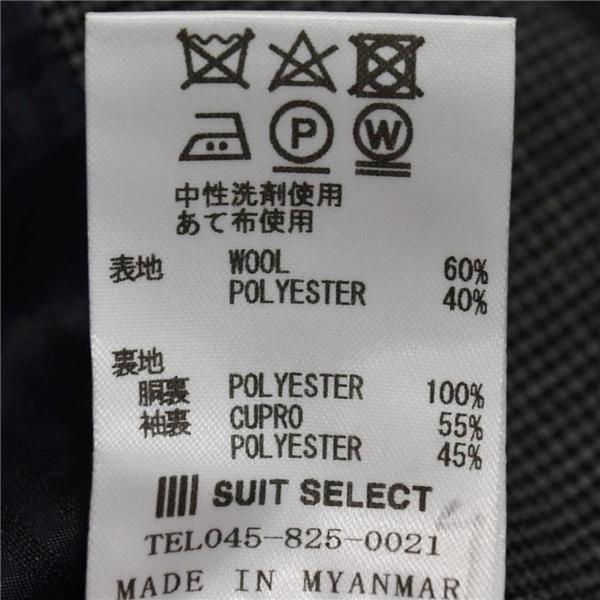 P W
中性洗剤使用
あて布使用
表地 WOOL 60%
POLYESTER 40%
裏地
胴裏 POLYESTER 100%
袖裏 CUPRO 55%
POLYESTER 45%
SUIT SELECT
TEL045-825-0021
MADE IN MYANMAR